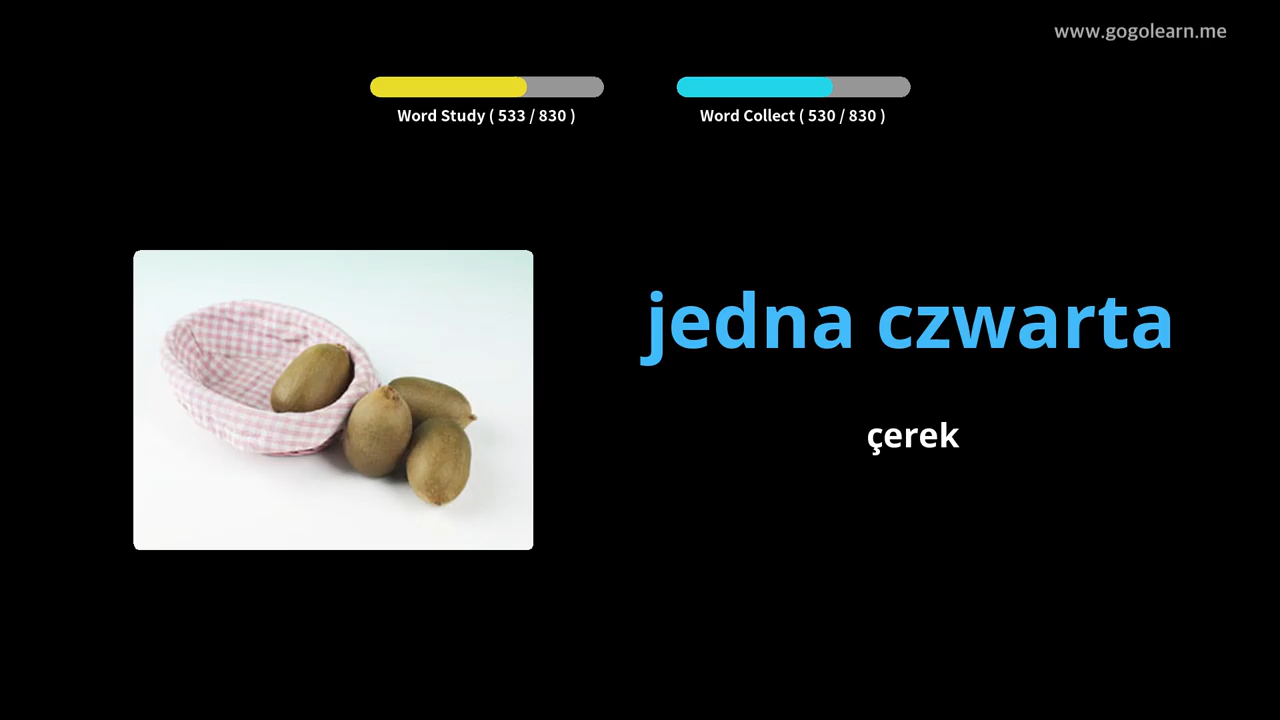 www.gogolearn.me
Word Study ( 533 / 830 )
Word Collect ( 530 / 830 )
jedna czwarta
çerek